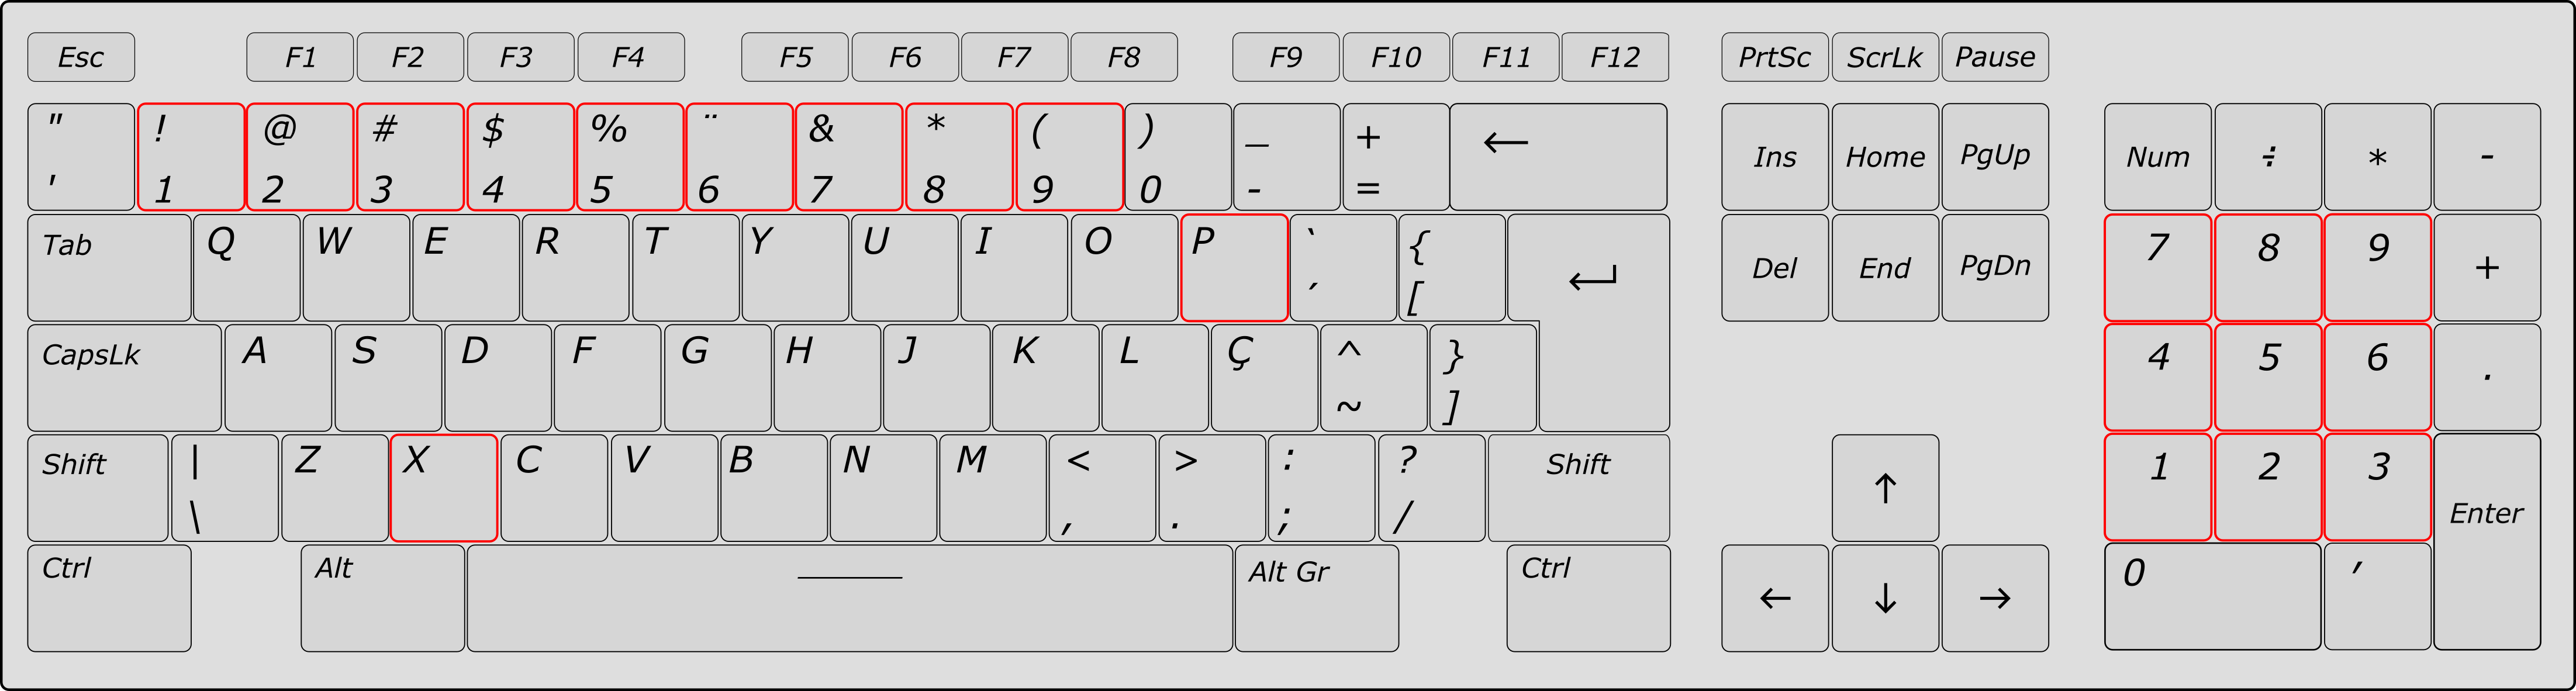 Esc F1 F2 F3 F4 F5 F6 F7 F8 F9 F10 F11 F12 PrtSc ScrLk Pause
" ! @ # $ % ¨ & * ( ) _ +
' 1 2 3 4 5 6 7 8 9 0 - = ← Ins Home PgUp Num ÷ * -
Tab Q W E R T Y U I O P ` { ↵ Del End PgDn 7 8 9 +
´ [
CapsLk A S D F G H J K L Ç ^ } 4 5 6 .
~ ]
Shift | Z X C V B N M < > : ? Shift ↑ 1 2 3 Enter
\ , . ; /
Ctrl Alt Alt Gr Ctrl ← ↓ → 0 ,